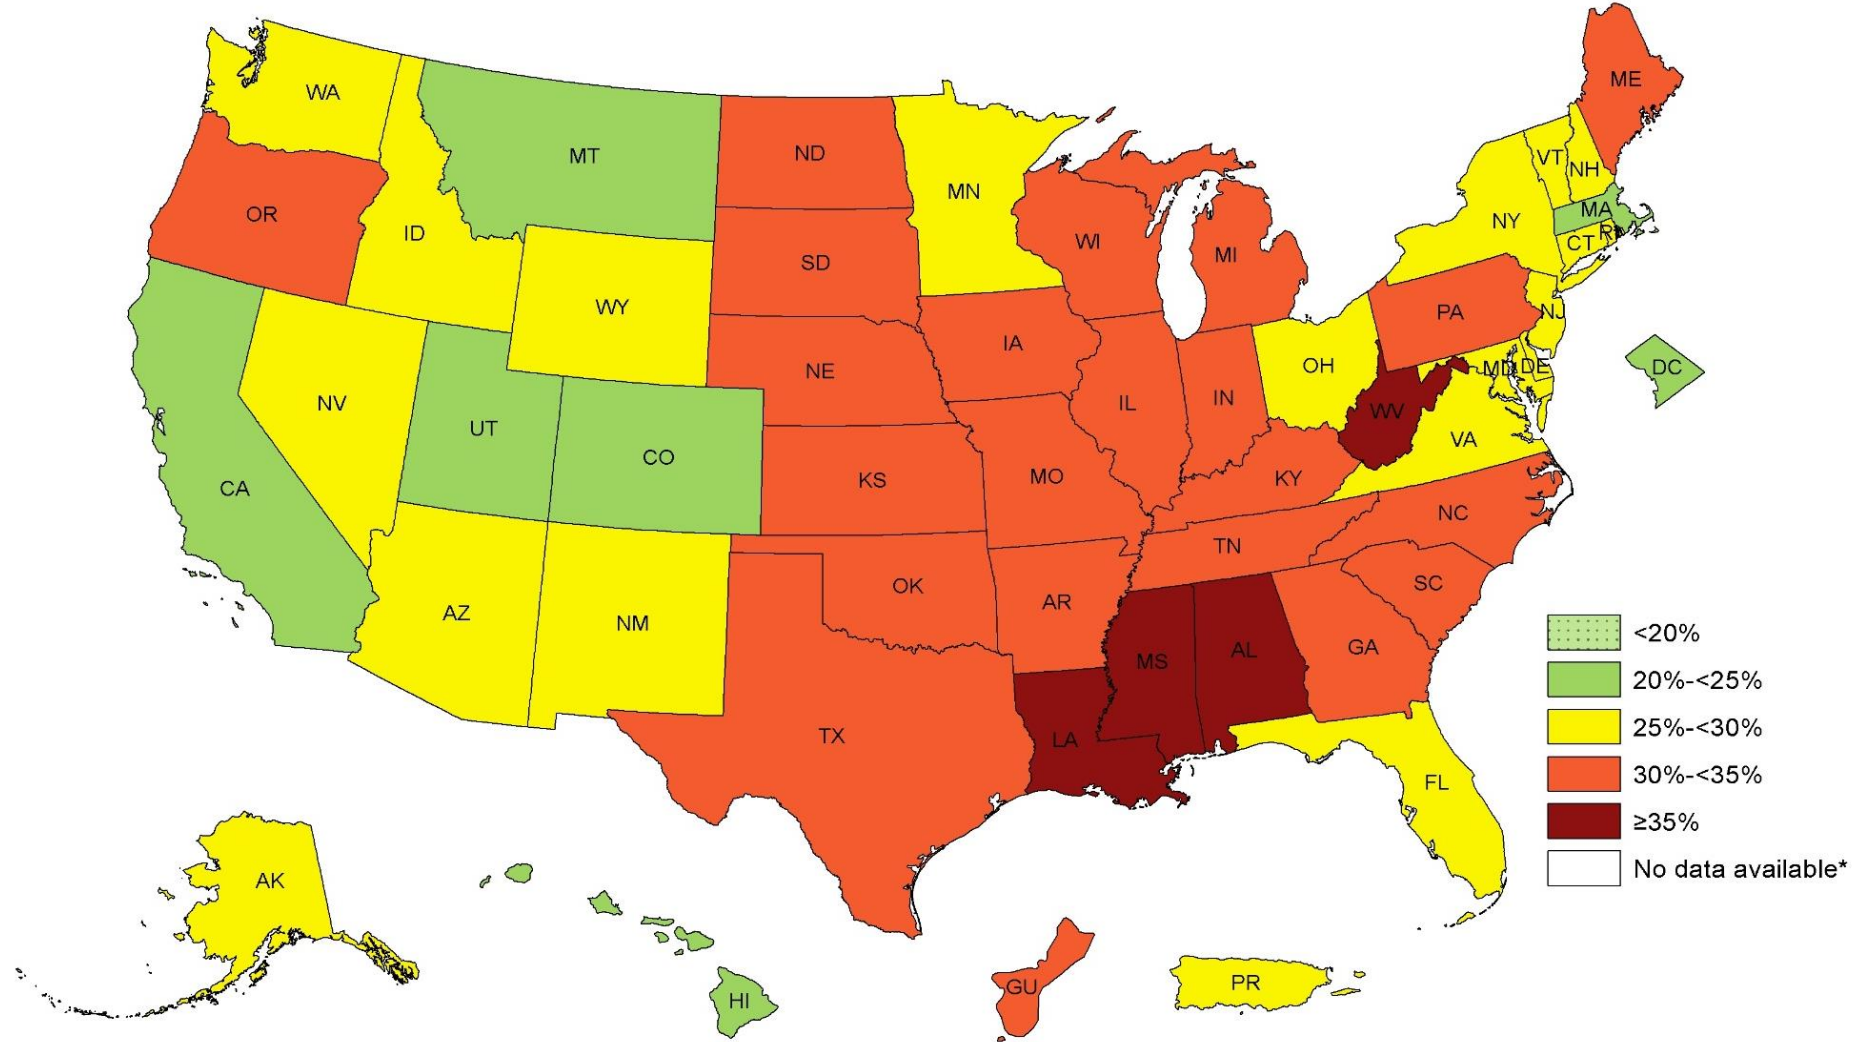 WA
ME
MT
ND
VT
NH
MN
OR
MA
NY
RI
ID
WI
CT
SD
MI
WY
PA
NJ
IA
OH
MD
DE
DC
NE
NV
IL
IN
WV
UT
VA
CO
KS
MO
KY
CA
NC
TN
OK
SC
AR
AZ
NM
GA
AL
MS
TX
LA
FL
AK
GU
PR
HI
<20%
20%-<25%
25%-<30%
30%-<35%
≥35%
No data available*